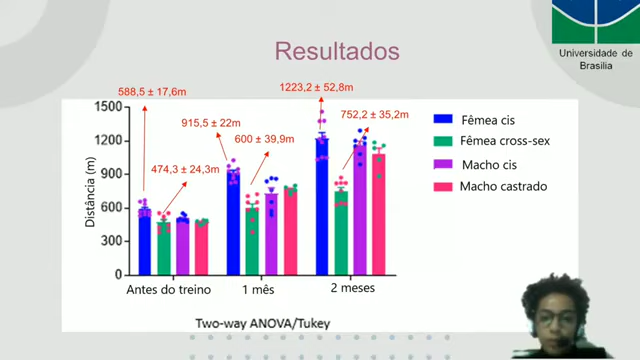 Resultados
Universidade de
Brasilia
588,5 ± 17,6m
474,3 ± 24,3m
915,5 ± 22m
600 ± 39,9m
1223,2 ± 52,8m
752,2 ± 35,2m
Distância (m)
1500
1200
900
600
300
0
Antes do treino
1 mês
2 meses
Fêmea cis
Fêmea cross-sex
Macho cis
Macho castrado
Two-way ANOVA/Tukey